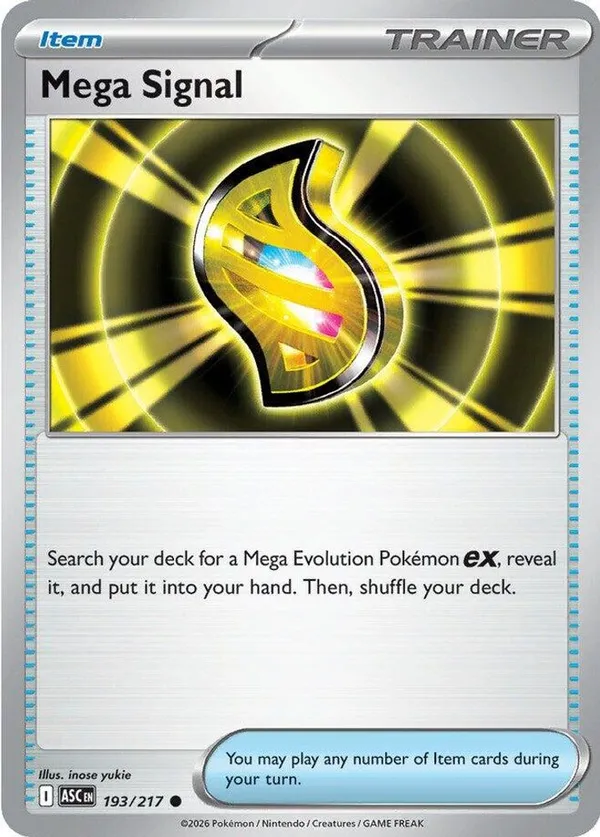 Item
TRAINER
Mega Signal
Search your deck for a Mega Evolution Pokémon ex, reveal
it, and put it into your hand. Then, shuffle your deck.
You may play any number of Item cards during
your turn.
Illus. inose yukie
I ASC EN 193/217
©2026 Pokémon / Nintendo / Creatures / GAME FREAK